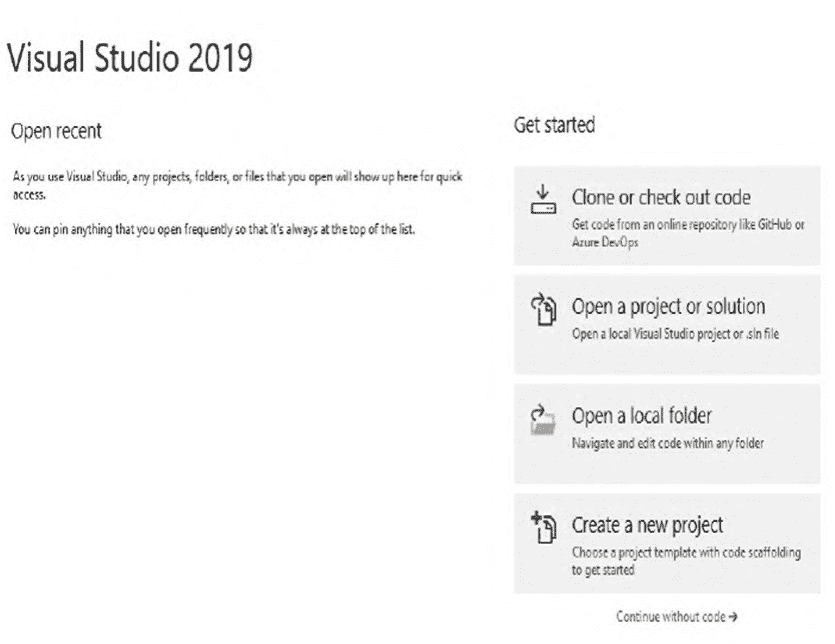 Visual Studio 2019
Open recent
As you use Visual Studio, any projects, folders, or files that you open will show up here for quick
access.
You can pin anything that you open frequently so that it's always at the top of the list.
Get started
Clone or check out code
Get code from an online repository like GitHub or
Azure DevOps
Open a project or solution
Open a local Visual Studio project or .sln file
Open a local folder
Navigate and edit code within any folder
Create a new project
Choose a project template with code scaffolding
to get started
Continue without code →